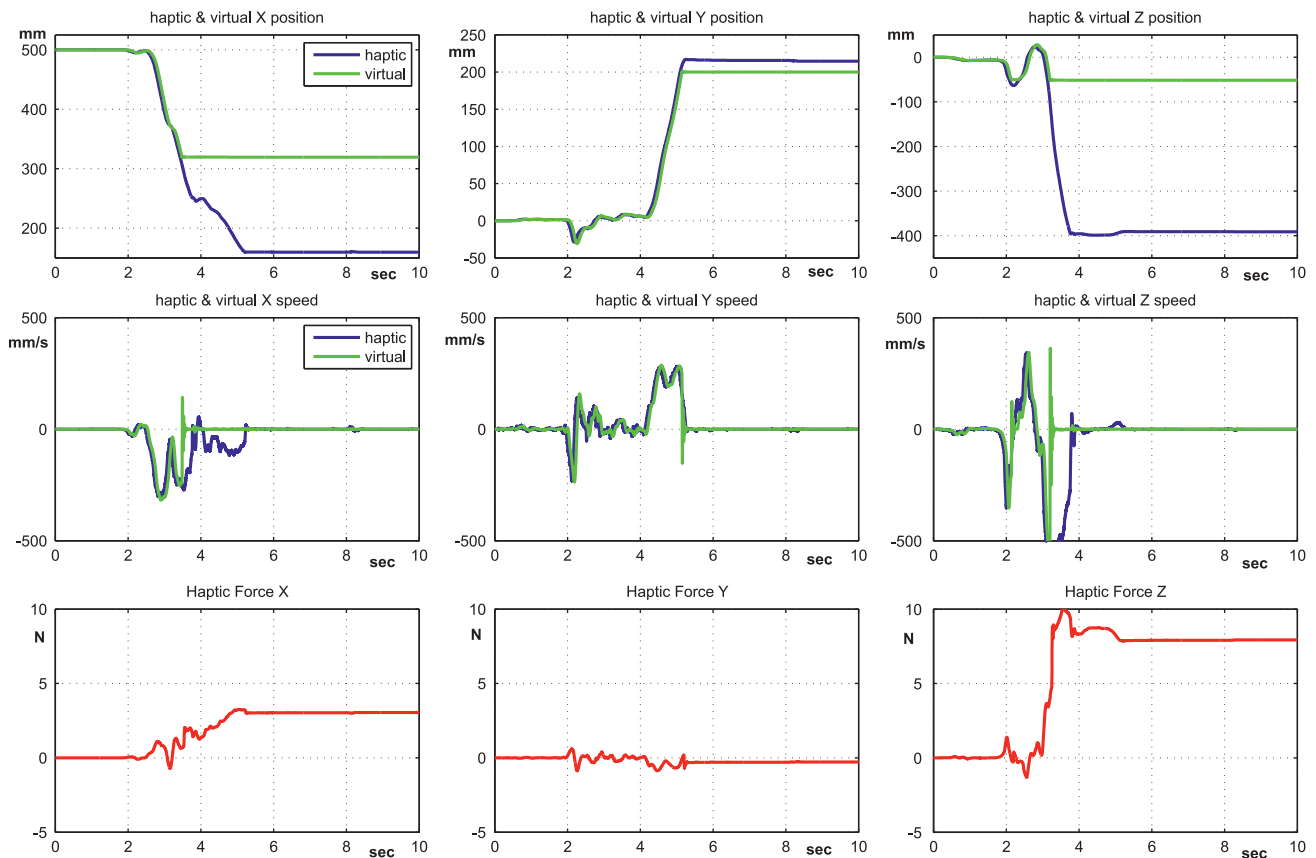 haptic & virtual X position
mm
500
400
300
200
0 2 4 6 8 10
sec
haptic
virtual
haptic & virtual Y position
mm
250
200
150
100
50
0
-50
0 2 4 6 8 10
sec
haptic & virtual Z position
mm
0
-100
-200
-300
-400
0 2 4 6 8 10
sec
haptic & virtual X speed
500
mm/s
0
-500
0 2 4 6 8 10
sec
haptic
virtual
haptic & virtual Y speed
500
mm/s
0
-500
0 2 4 6 8 10
sec
haptic & virtual Z speed
500
mm/s
0
-500
0 2 4 6 8 10
sec
Haptic Force X
10
N
5
0
-5
0 2 4 6 8 10
sec
Haptic Force Y
10
N
5
0
-5
0 2 4 6 8 10
sec
Haptic Force Z
10
N
5
0
-5
0 2 4 6 8 10
sec